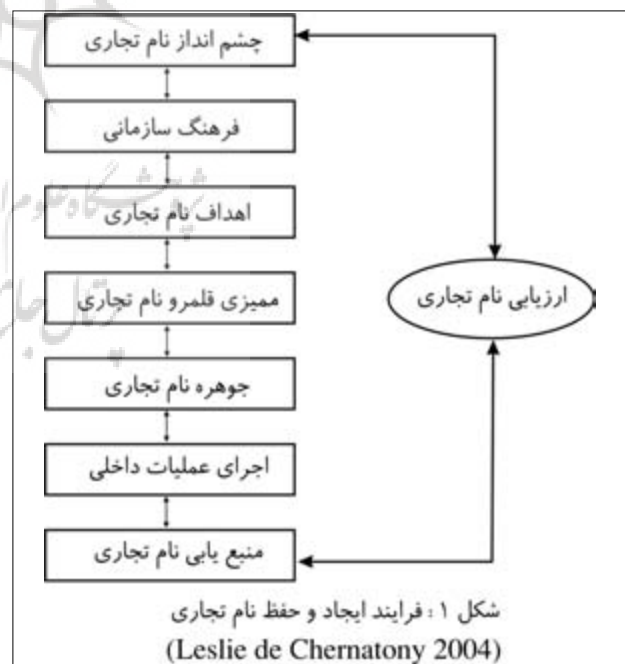 چشم انداز نام تجاری
فرهنگ سازمانی
اهداف نام تجاری
ممیزی قلمرو نام تجاری
ارزیابی نام تجاری
جوهره نام تجاری
اجرای عملیات داخلی
منبع یابی نام تجاری
شکل ۱ : فرایند ایجاد و حفظ نام تجاری
(Leslie de Chernatony 2004)